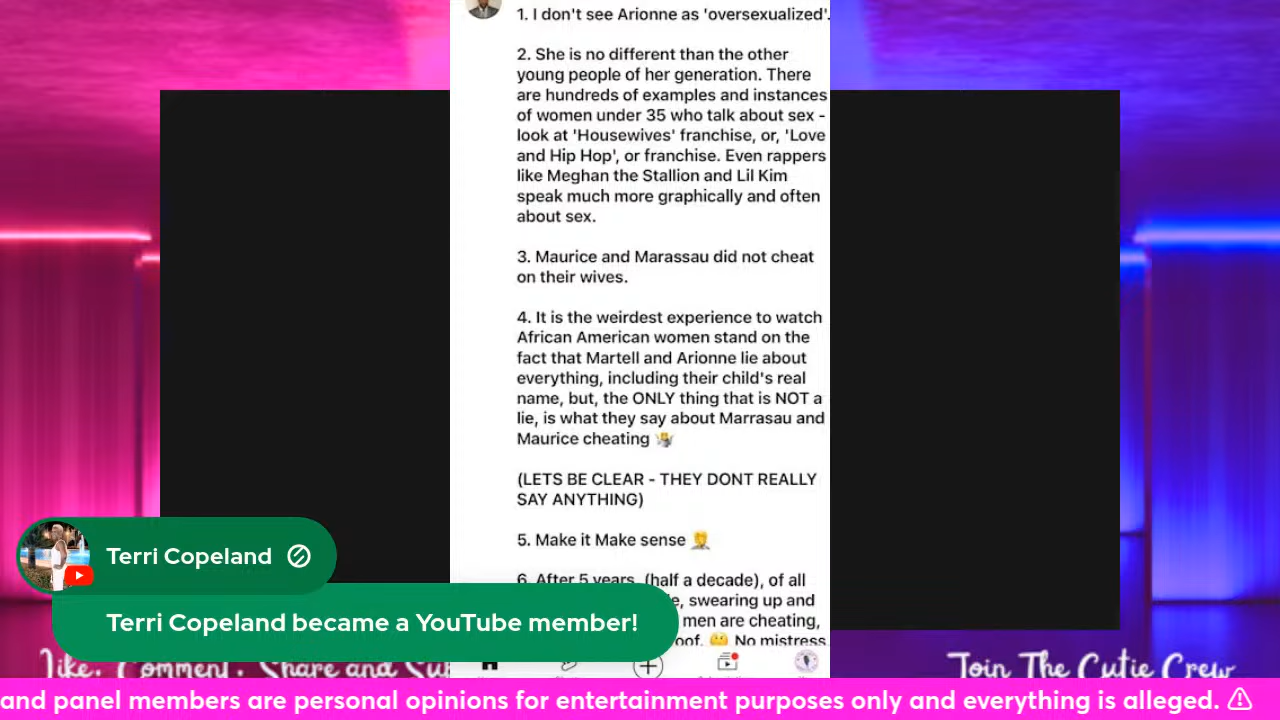 1. I don't see Arionne as 'oversexualized'.
2. She is no different than the other
young people of her generation. There
are hundreds of examples and instances
of women under 35 who talk about sex -
look at 'Housewives' franchise, or, 'Love
and Hip Hop', or franchise. Even rappers
like Meghan the Stallion and Lil Kim
speak much more graphically and often
about sex.
3. Maurice and Marassau did not cheat
on their wives.
4. It is the weirdest experience to watch
African American women stand on the
fact that Martell and Arionne lie about
everything, including their child's real
name, but, the ONLY thing that is NOT a
lie, is what they say about Marrasau and
Maurice cheating 🤷
(LETS BE CLEAR - THEY DONT REALLY
SAY ANYTHING)
5. Make it Make sense 🤦
6. After 5 years, (half a decade), of all
swearing up and
men are cheating,
No mistress
Terri Copeland
Terri Copeland became a YouTube member!
Like. Comment. Share and
Join The Cutie Crew
and panel members are personal opinions for entertainment purposes only and everything is alleged. ⚠